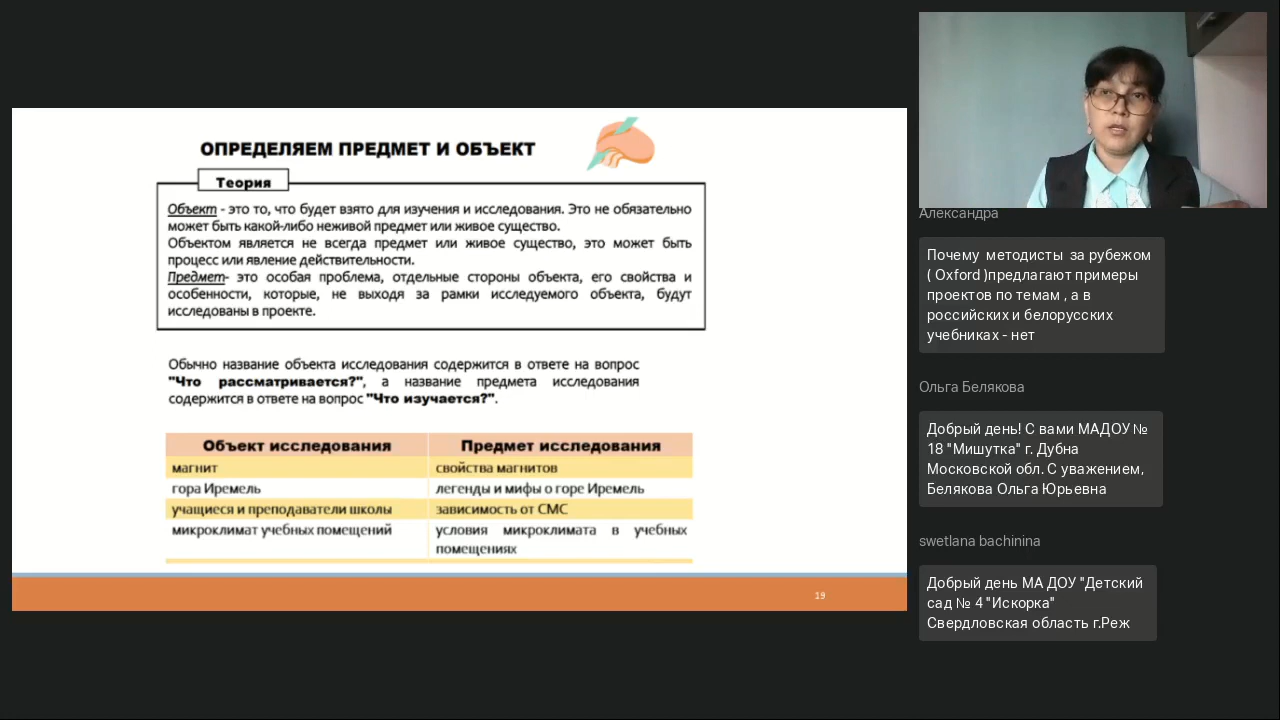 ОПРЕДЕЛЯЕМ ПРЕДМЕТ И ОБЪЕКТ
Теория
Объект - это то, что будет взято для изучения и исследования. Это не обязательно
может быть какой-либо неживой предмет или живое существо.
Объектом является не всегда предмет или живое существо, это может быть
процесс или явление действительности.
Предмет- это особая проблема, отдельные стороны объекта, его свойства и
особенности, которые, не выходя за рамки исследуемого объекта, будут
исследованы в проекте.
Обычно название объекта исследования содержится в ответе на вопрос
"Что рассматривается?", а название предмета исследования
содержится в ответе на вопрос "Что изучается?".
Объект исследования Предмет исследования
магнит свойства магнитов
гора Иремель легенды и мифы о горе Иремель
учащиеся и преподаватели школы зависимость от СМС
микроклимат учебных помещений условия микроклимата в учебных
помещениях
19
Александра
Почему методисты за рубежом
( Oxford )предлагают примеры
проектов по темам , а в
российских и белорусских
учебниках - нет
Ольга Белякова
Добрый день! С вами МАДОУ №
18 "Мишутка" г. Дубна
Московской обл. С уважением,
Белякова Ольга Юрьевна
swetlana bachinina
Добрый день МА ДОУ "Детский
сад № 4 "Искорка"
Свердловская область г.Реж